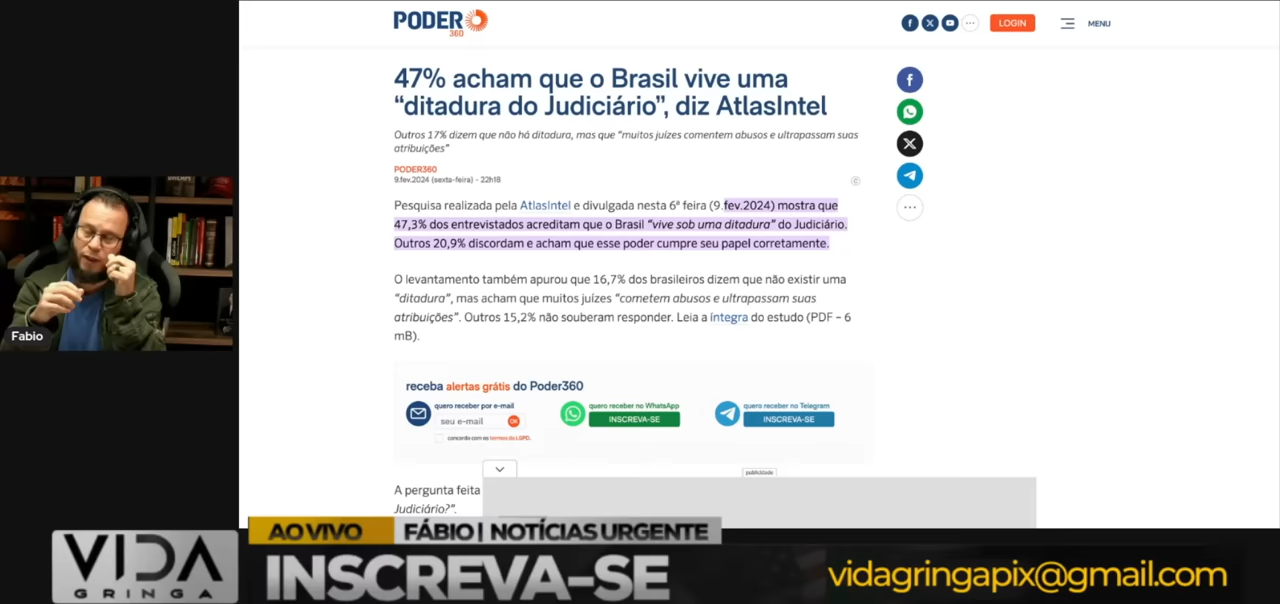 PODER
360
LOGIN
MENU
47% acham que o Brasil vive uma
“ditadura do Judiciário”, diz AtlasIntel
Outros 17% dizem que não há ditadura, mas que “muitos juízes comentem abusos e ultrapassam suas
atribuições”
PODER360
9.fev.2024 (sexta-feira) - 22h18
Pesquisa realizada pela AtlasIntel e divulgada nesta 6ª feira (9.fev.2024) mostra que
47,3% dos entrevistados acreditam que o Brasil “vive sob uma ditadura” do Judiciário.
Outros 20,9% discordam e acham que esse poder cumpre seu papel corretamente.
O levantamento também apurou que 16,7% dos brasileiros dizem que não existir uma
“ditadura”, mas acham que muitos juízes “cometem abusos e ultrapassam suas
atribuições”. Outros 15,2% não souberam responder. Leia a íntegra do estudo (PDF – 6
mB).
receba alertas grátis do Poder360
quero receber por e-mail
seu e-mail
OK
concordo com os termos da LGPD.
quero receber no WhatsApp
INSCREVA-SE
quero receber no Telegram
INSCREVA-SE
publicidade
A pergunta feita
Judiciário?”.
Fabio
AO VIVO
FÁBIO | NOTÍCIAS URGENTE
VIDA
GRINGA
INSCREVA-SE
vidagringapix@gmail.com